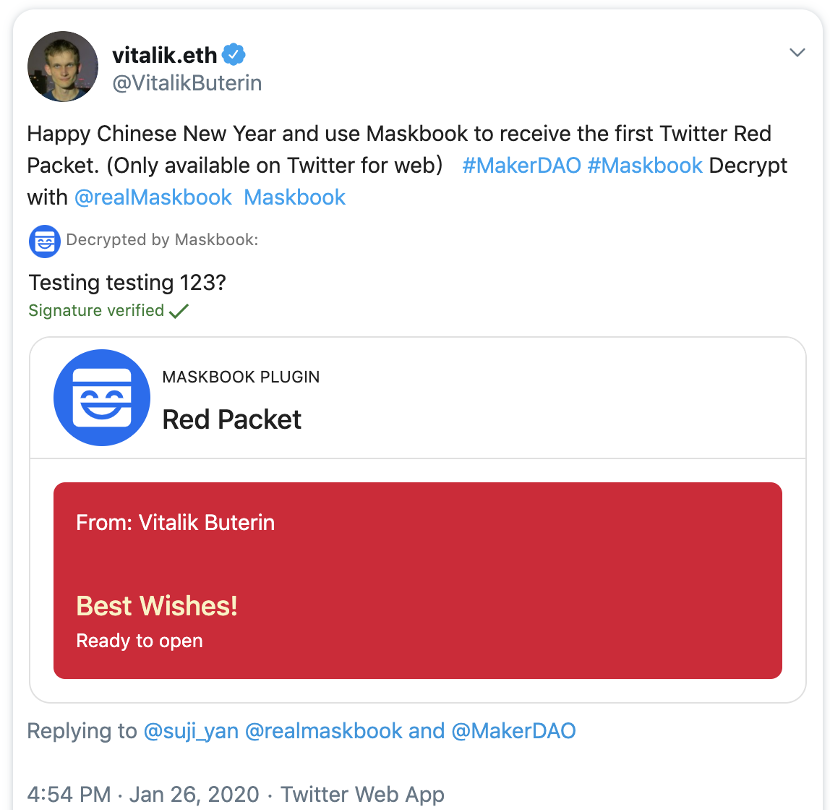 vitalik.eth
@VitalikButerin
Happy Chinese New Year and use Maskbook to receive the first Twitter Red
Packet. (Only available on Twitter for web) #MakerDAO #Maskbook Decrypt
with @realMaskbook Maskbook
Decrypted by Maskbook:
Testing testing 123?
Signature verified
MASKBOOK PLUGIN
Red Packet
From: Vitalik Buterin
Best Wishes!
Ready to open
Replying to @suji_yan @realmaskbook and @MakerDAO
4:54 PM · Jan 26, 2020 · Twitter Web App